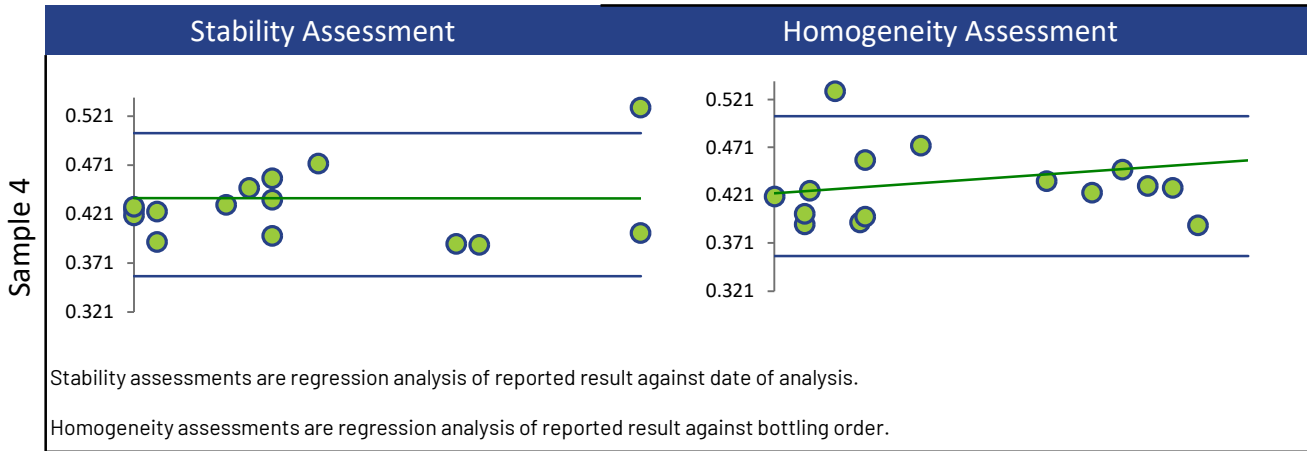 Stability Assessment
Homogeneity Assessment
Sample 4
0.521
0.471
0.421
0.371
0.321
0.521
0.471
0.421
0.371
0.321
Stability assessments are regression analysis of reported result against date of analysis.
Homogeneity assessments are regression analysis of reported result against bottling order.